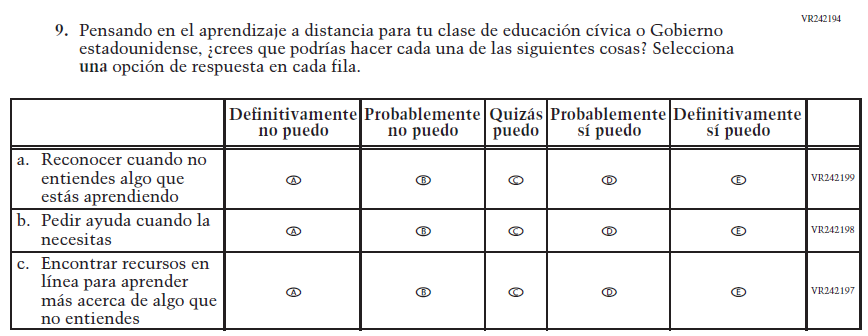 VR242194
9. Pensando en el aprendizaje a distancia para tu clase de educación cívica o Gobierno
estadounidense, ¿crees que podrías hacer cada una de las siguientes cosas? Selecciona
una opción de respuesta en cada fila.
Definitivamente no puedo Probablemente no puedo Quizás puedo Probablemente sí puedo Definitivamente sí puedo
a. Reconocer cuando no
entiendes algo que
estás aprendiendo
A B C D E VR242199
b. Pedir ayuda cuando la
necesitas
A B C D E VR242198
c. Encontrar recursos en
línea para aprender
más acerca de algo que
no entiendes
A B C D E VR242197